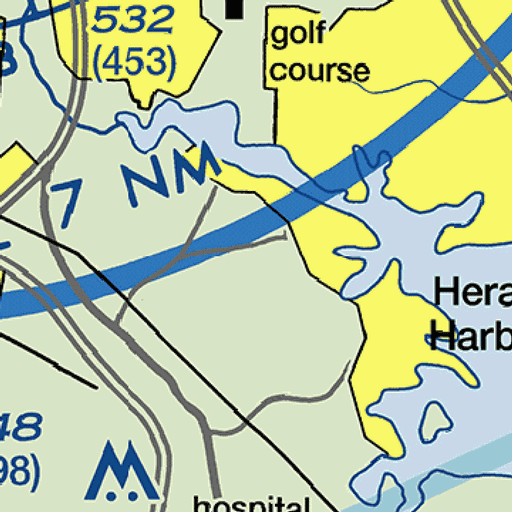 532
(453)
golf
course
7 NM
Hera
Harb
48
98)
hospital